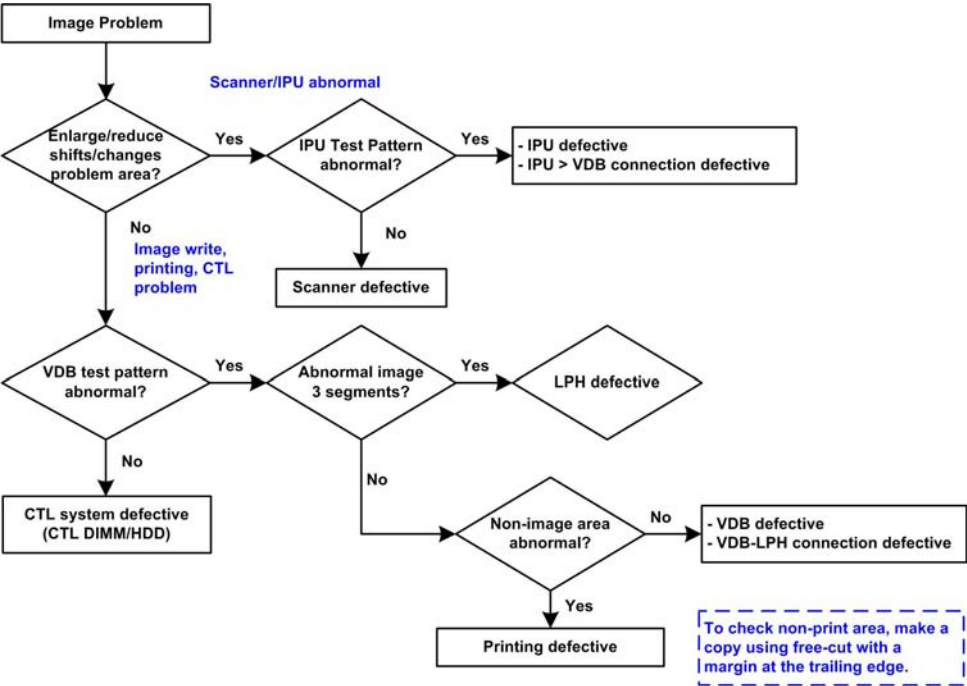 Image Problem
Scanner/IPU abnormal
Enlarge/reduce
shifts/changes
problem area?
Yes
IPU Test Pattern
abnormal?
Yes
- IPU defective
- IPU > VDB connection defective
No
Image write,
printing, CTL
problem
No
Scanner defective
VDB test pattern
abnormal?
Yes
Abnormal image
3 segments?
Yes
LPH defective
No
CTL system defective
(CTL DIMM/HDD)
No
Non-image area
abnormal?
No
- VDB defective
- VDB-LPH connection defective
Yes
Printing defective
To check non-print area, make a
copy using free-cut with a
margin at the trailing edge.